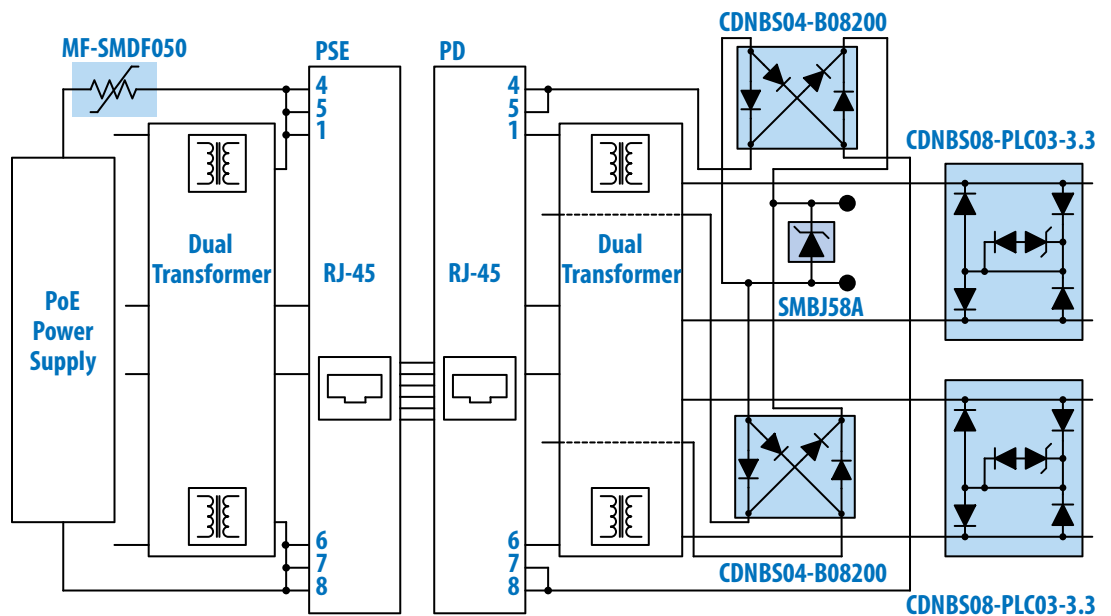 CDNBS04-B08200
MF-SMDF050
PSE
PD
4
5
1
4
5
1
CDNBS08-PLC03-3.3
Dual
Transformer
RJ-45
RJ-45
Dual
Transformer
PoE
Power
Supply
SMBJ58A
6
7
8
6
7
8
CDNBS04-B08200
CDNBS08-PLC03-3.3